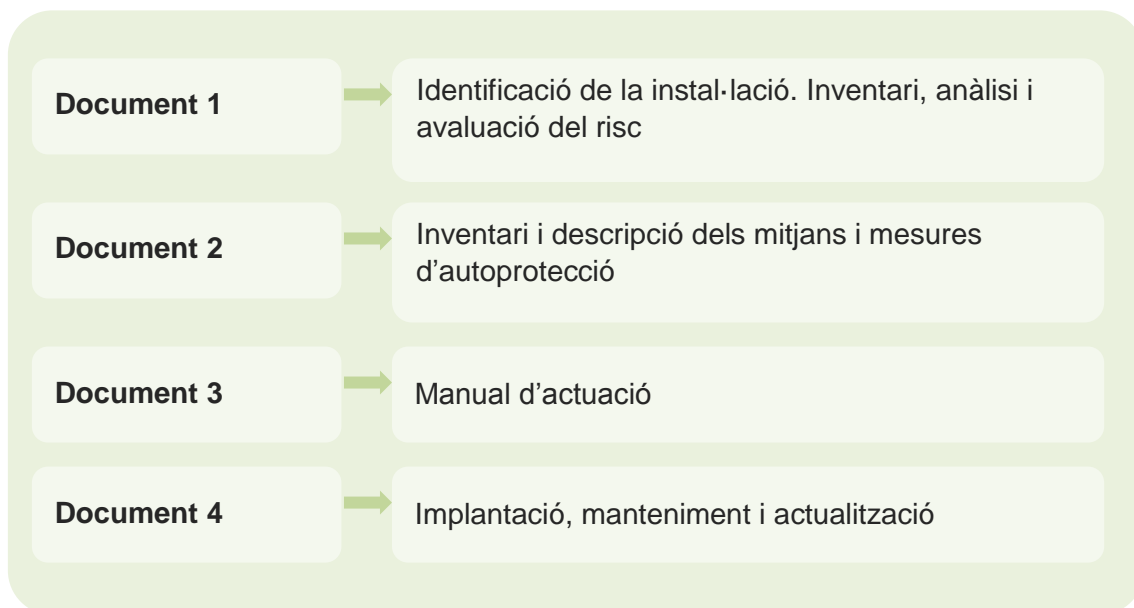 Document 1
Identificació de la instal·lació. Inventari, anàlisi i
avaluació del risc
Document 2
Inventari i descripció dels mitjans i mesures
d’autoprotecció
Document 3
Manual d’actuació
Document 4
Implantació, manteniment i actualització